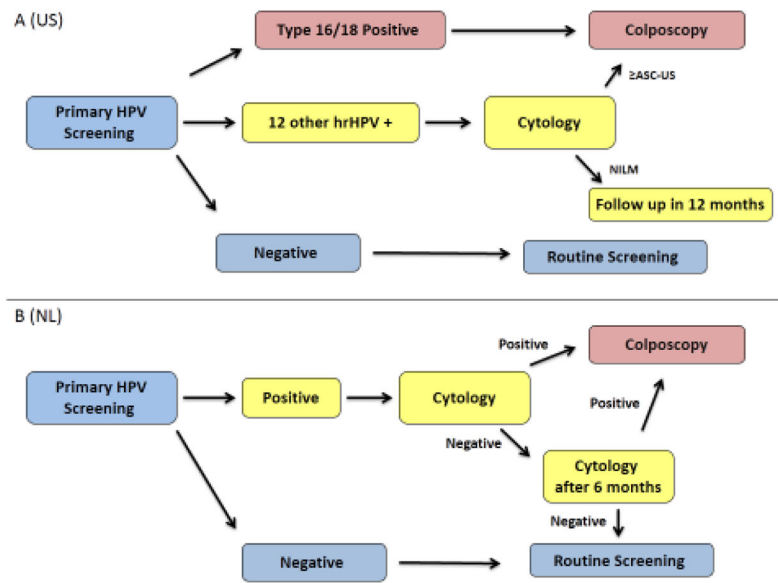 A (US)
Type 16/18 Positive
Colposcopy
≥ASC-US
Primary HPV
Screening
12 other hrHPV +
Cytology
NILM
Follow up in 12 months
Negative
Routine Screening
B (NL)
Positive
Colposcopy
Primary HPV
Screening
Positive
Cytology
Positive
Negative
Cytology
after 6 months
Negative
Negative
Routine Screening